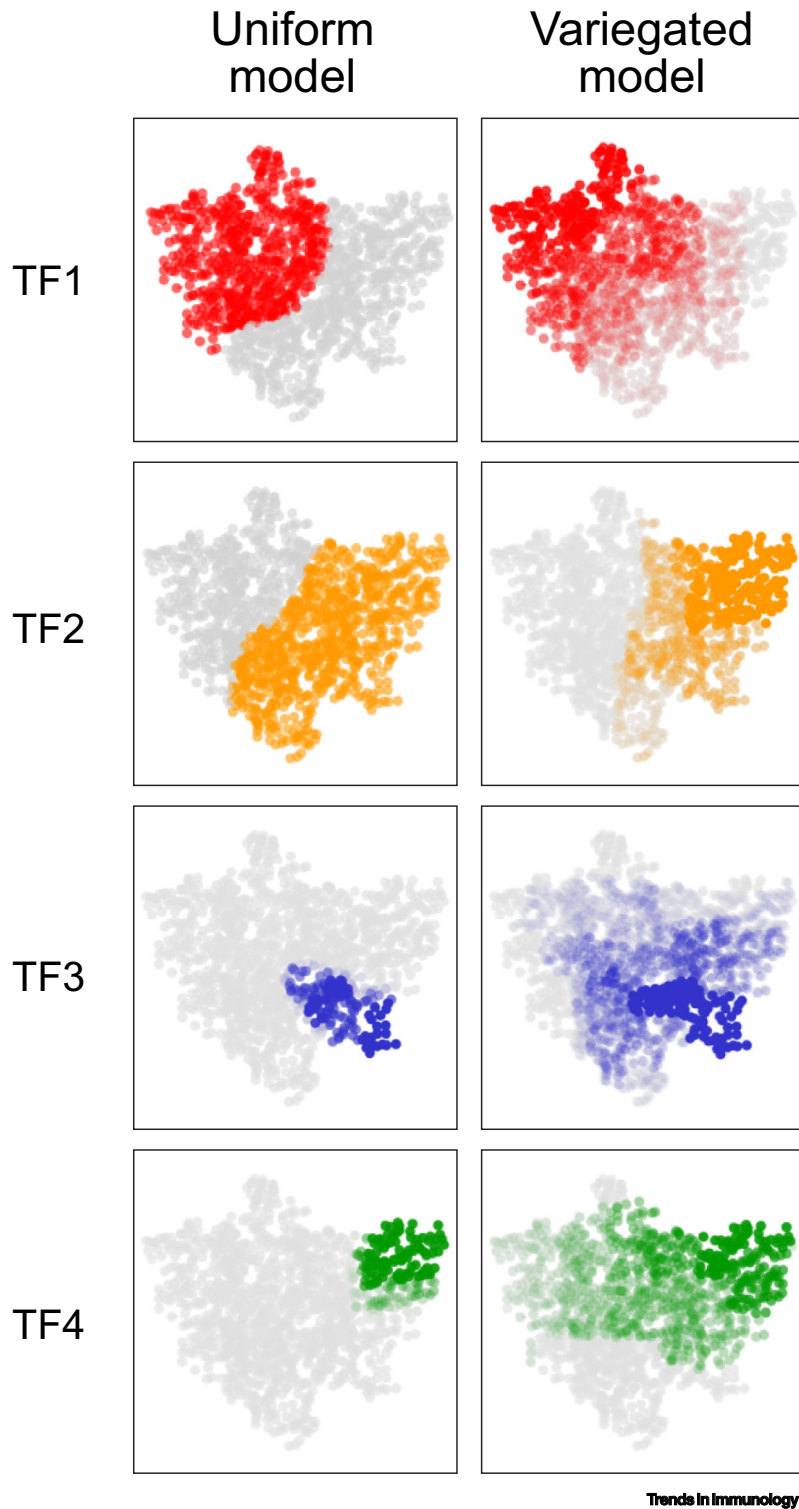 Uniform
model
Variegated
model
TF1
TF2
TF3
TF4
Trends in Immunology